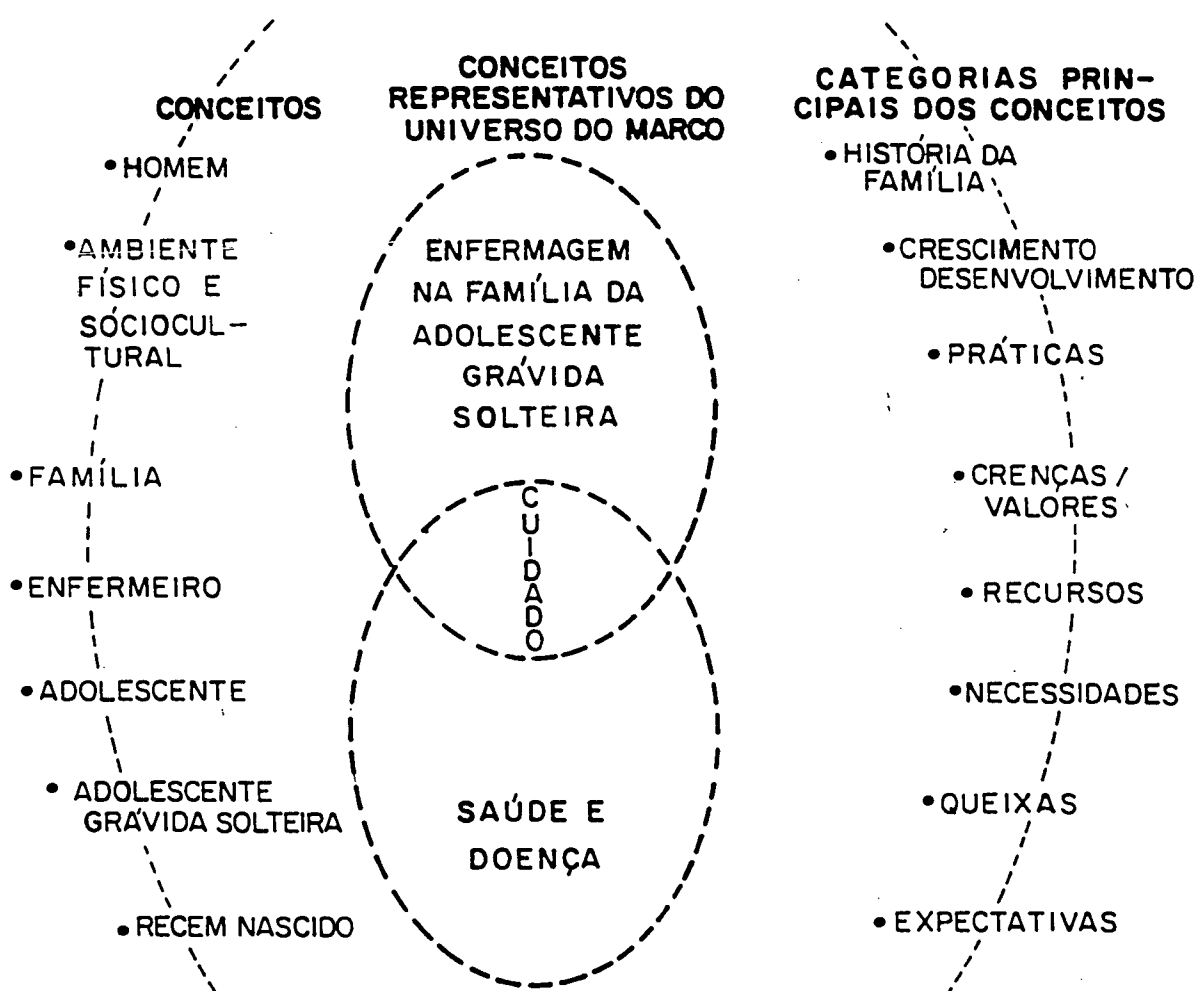 CONCEITOS
• HOMEM
• AMBIENTE
FÍSICO E
SÓCIOCUL-
TURAL
• FAMÍLIA
• ENFERMEIRO
• ADOLESCENTE
• ADOLESCENTE
GRÁVIDA SOLTEIRA
• RECEM NASCIDO
CONCEITOS
REPRESENTATIVOS DO
UNIVERSO DO MARCO
ENFERMAGEM
NA FAMÍLIA DA
ADOLESCENTE
GRÁVIDA
SOLTEIRA
CUIDADO
SAÚDE E
DOENÇA
CATEGORIAS PRIN-
CIPAIS DOS CONCEITOS
• HISTÓRIA DA
FAMÍLIA
• CRESCIMENTO
DESENVOLVIMENTO
• PRÁTICAS
• CRENÇAS /
VALORES
• RECURSOS
• NECESSIDADES
• QUEIXAS
• EXPECTATIVAS